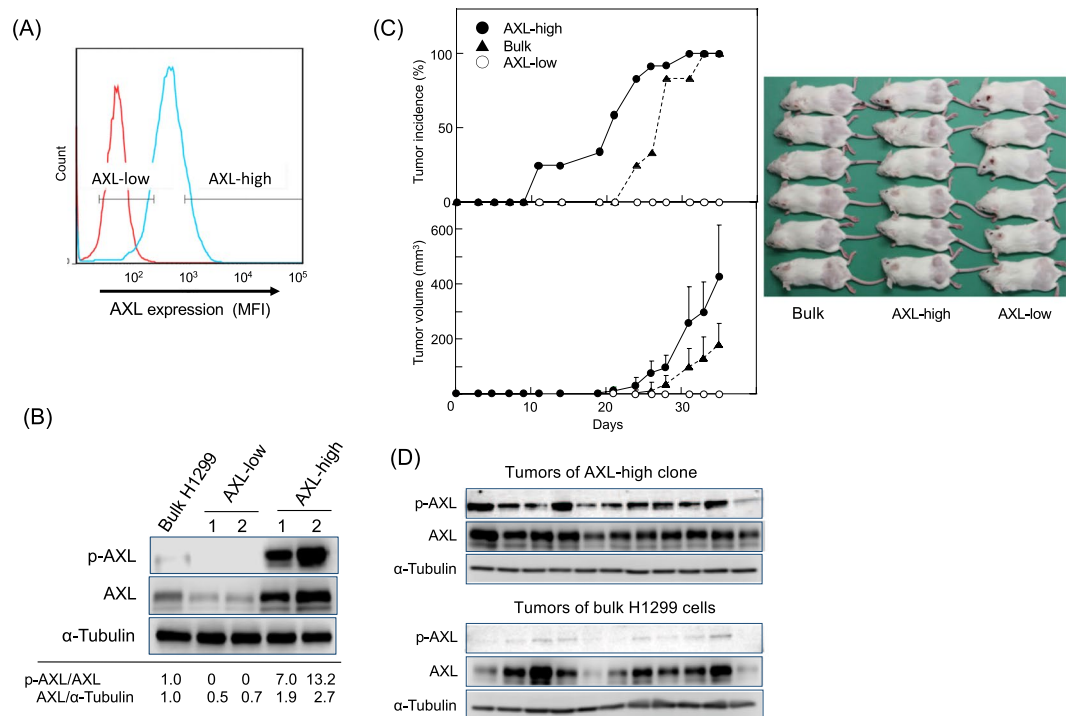 (A)
Count
AXL-low
AXL-high
10² 10³ 10⁴ 10⁵
AXL expression (MFI)
(B)
Bulk H1299
AXL-low
AXL-high
1 2 1 2
p-AXL
AXL
α-Tubulin
p-AXL/AXL 1.0 0 0 7.0 13.2
AXL/α-Tubulin 1.0 0.5 0.7 1.9 2.7
(C)
AXL-high
Bulk
AXL-low
Tumor incidence (%)
100
50
0
Tumor volume (mm³)
600
400
200
0 10 20 30
Days
Bulk AXL-high AXL-low
(D)
Tumors of AXL-high clone
p-AXL
AXL
α-Tubulin
Tumors of bulk H1299 cells
p-AXL
AXL
α-Tubulin